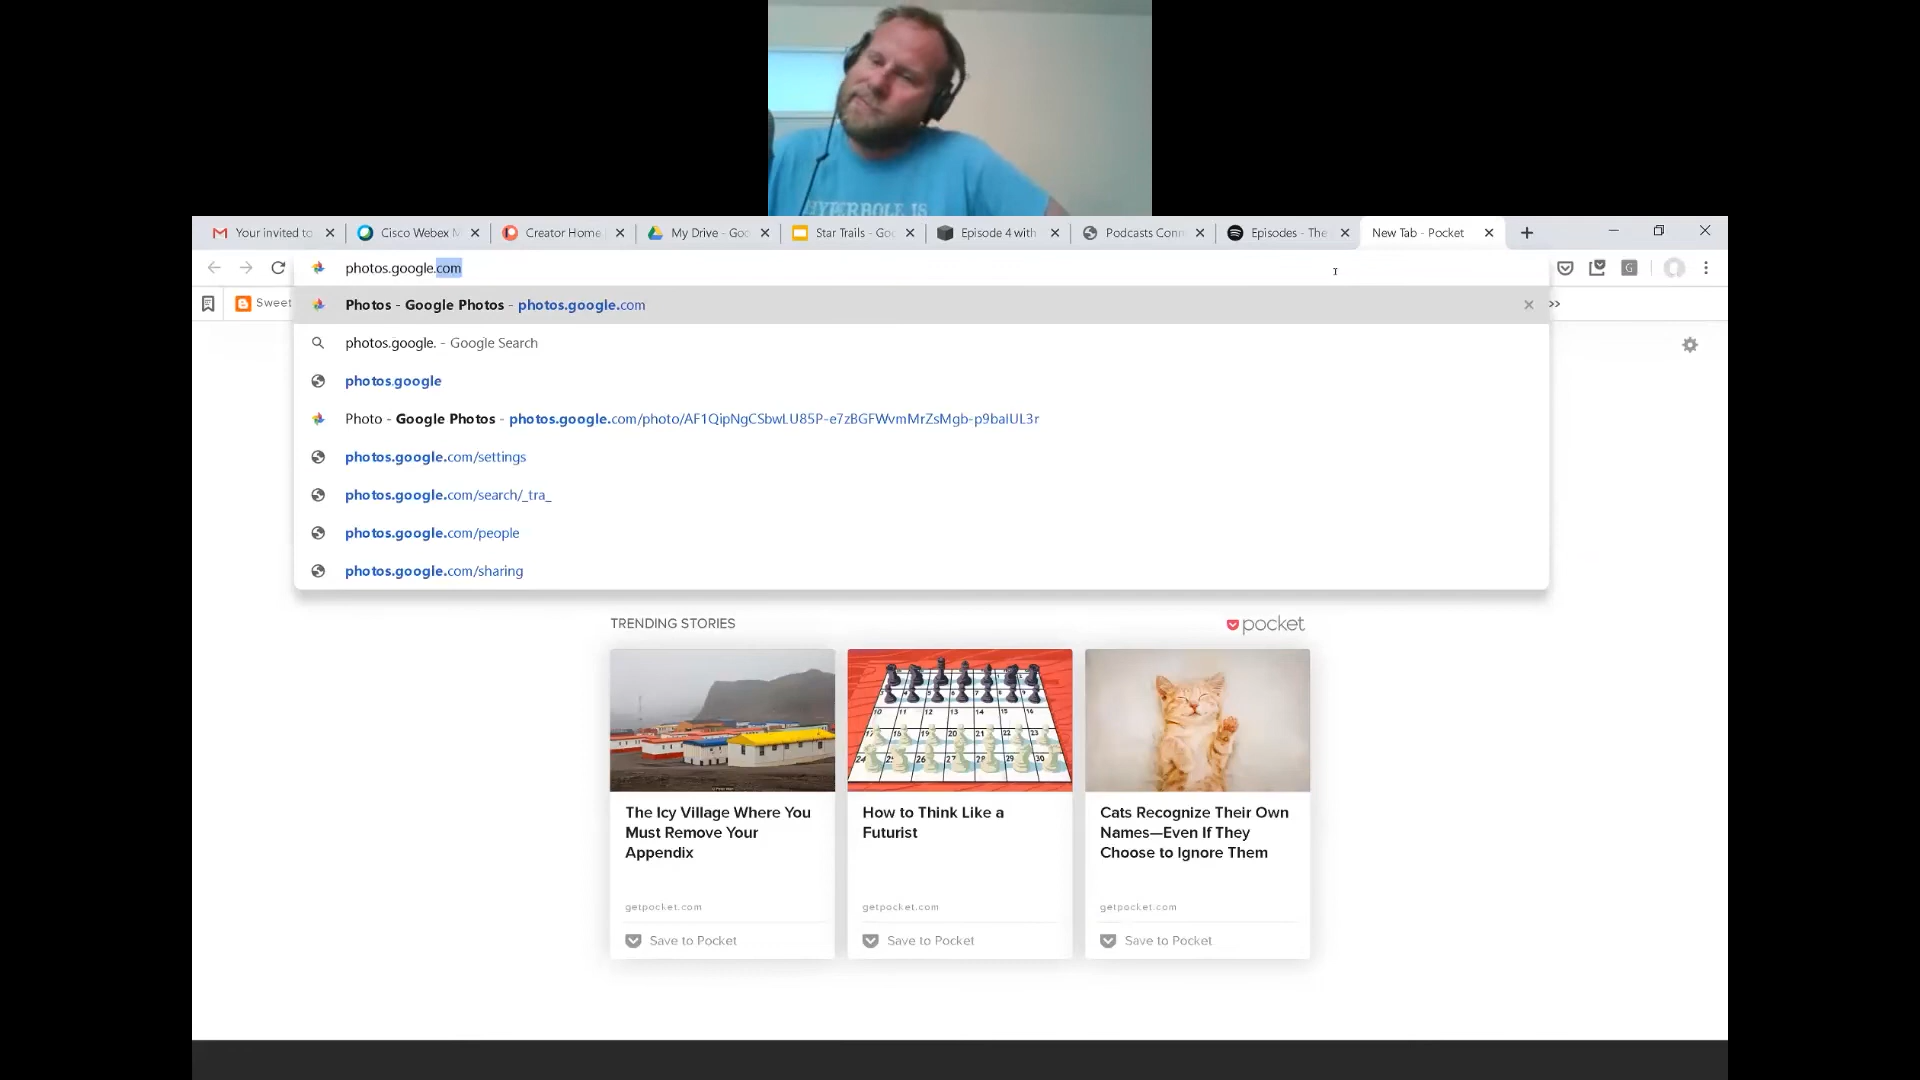 HYPERBOLE IS
Your invited to
Cisco Webex M
Creator Home
My Drive - Goo
Star Trails - Goo
Episode 4 with
Podcasts Conn
Episodes - The
New Tab - Pocket
photos.google.com
G
Sweet
Photos - Google Photos - photos.google.com
photos.google. - Google Search
photos.google
Photo - Google Photos - photos.google.com/photo/AF1QipNgCSbwLU85P-e7zBGFWvmMrZsMgb-p9balUL3r
photos.google.com/settings
photos.google.com/search/_tra_
photos.google.com/people
photos.google.com/sharing
TRENDING STORIES
pocket
The Icy Village Where You
Must Remove Your
Appendix
getpocket.com
Save to Pocket
How to Think Like a
Futurist
getpocket.com
Save to Pocket
Cats Recognize Their Own
Names—Even If They
Choose to Ignore Them
getpocket.com
Save to Pocket